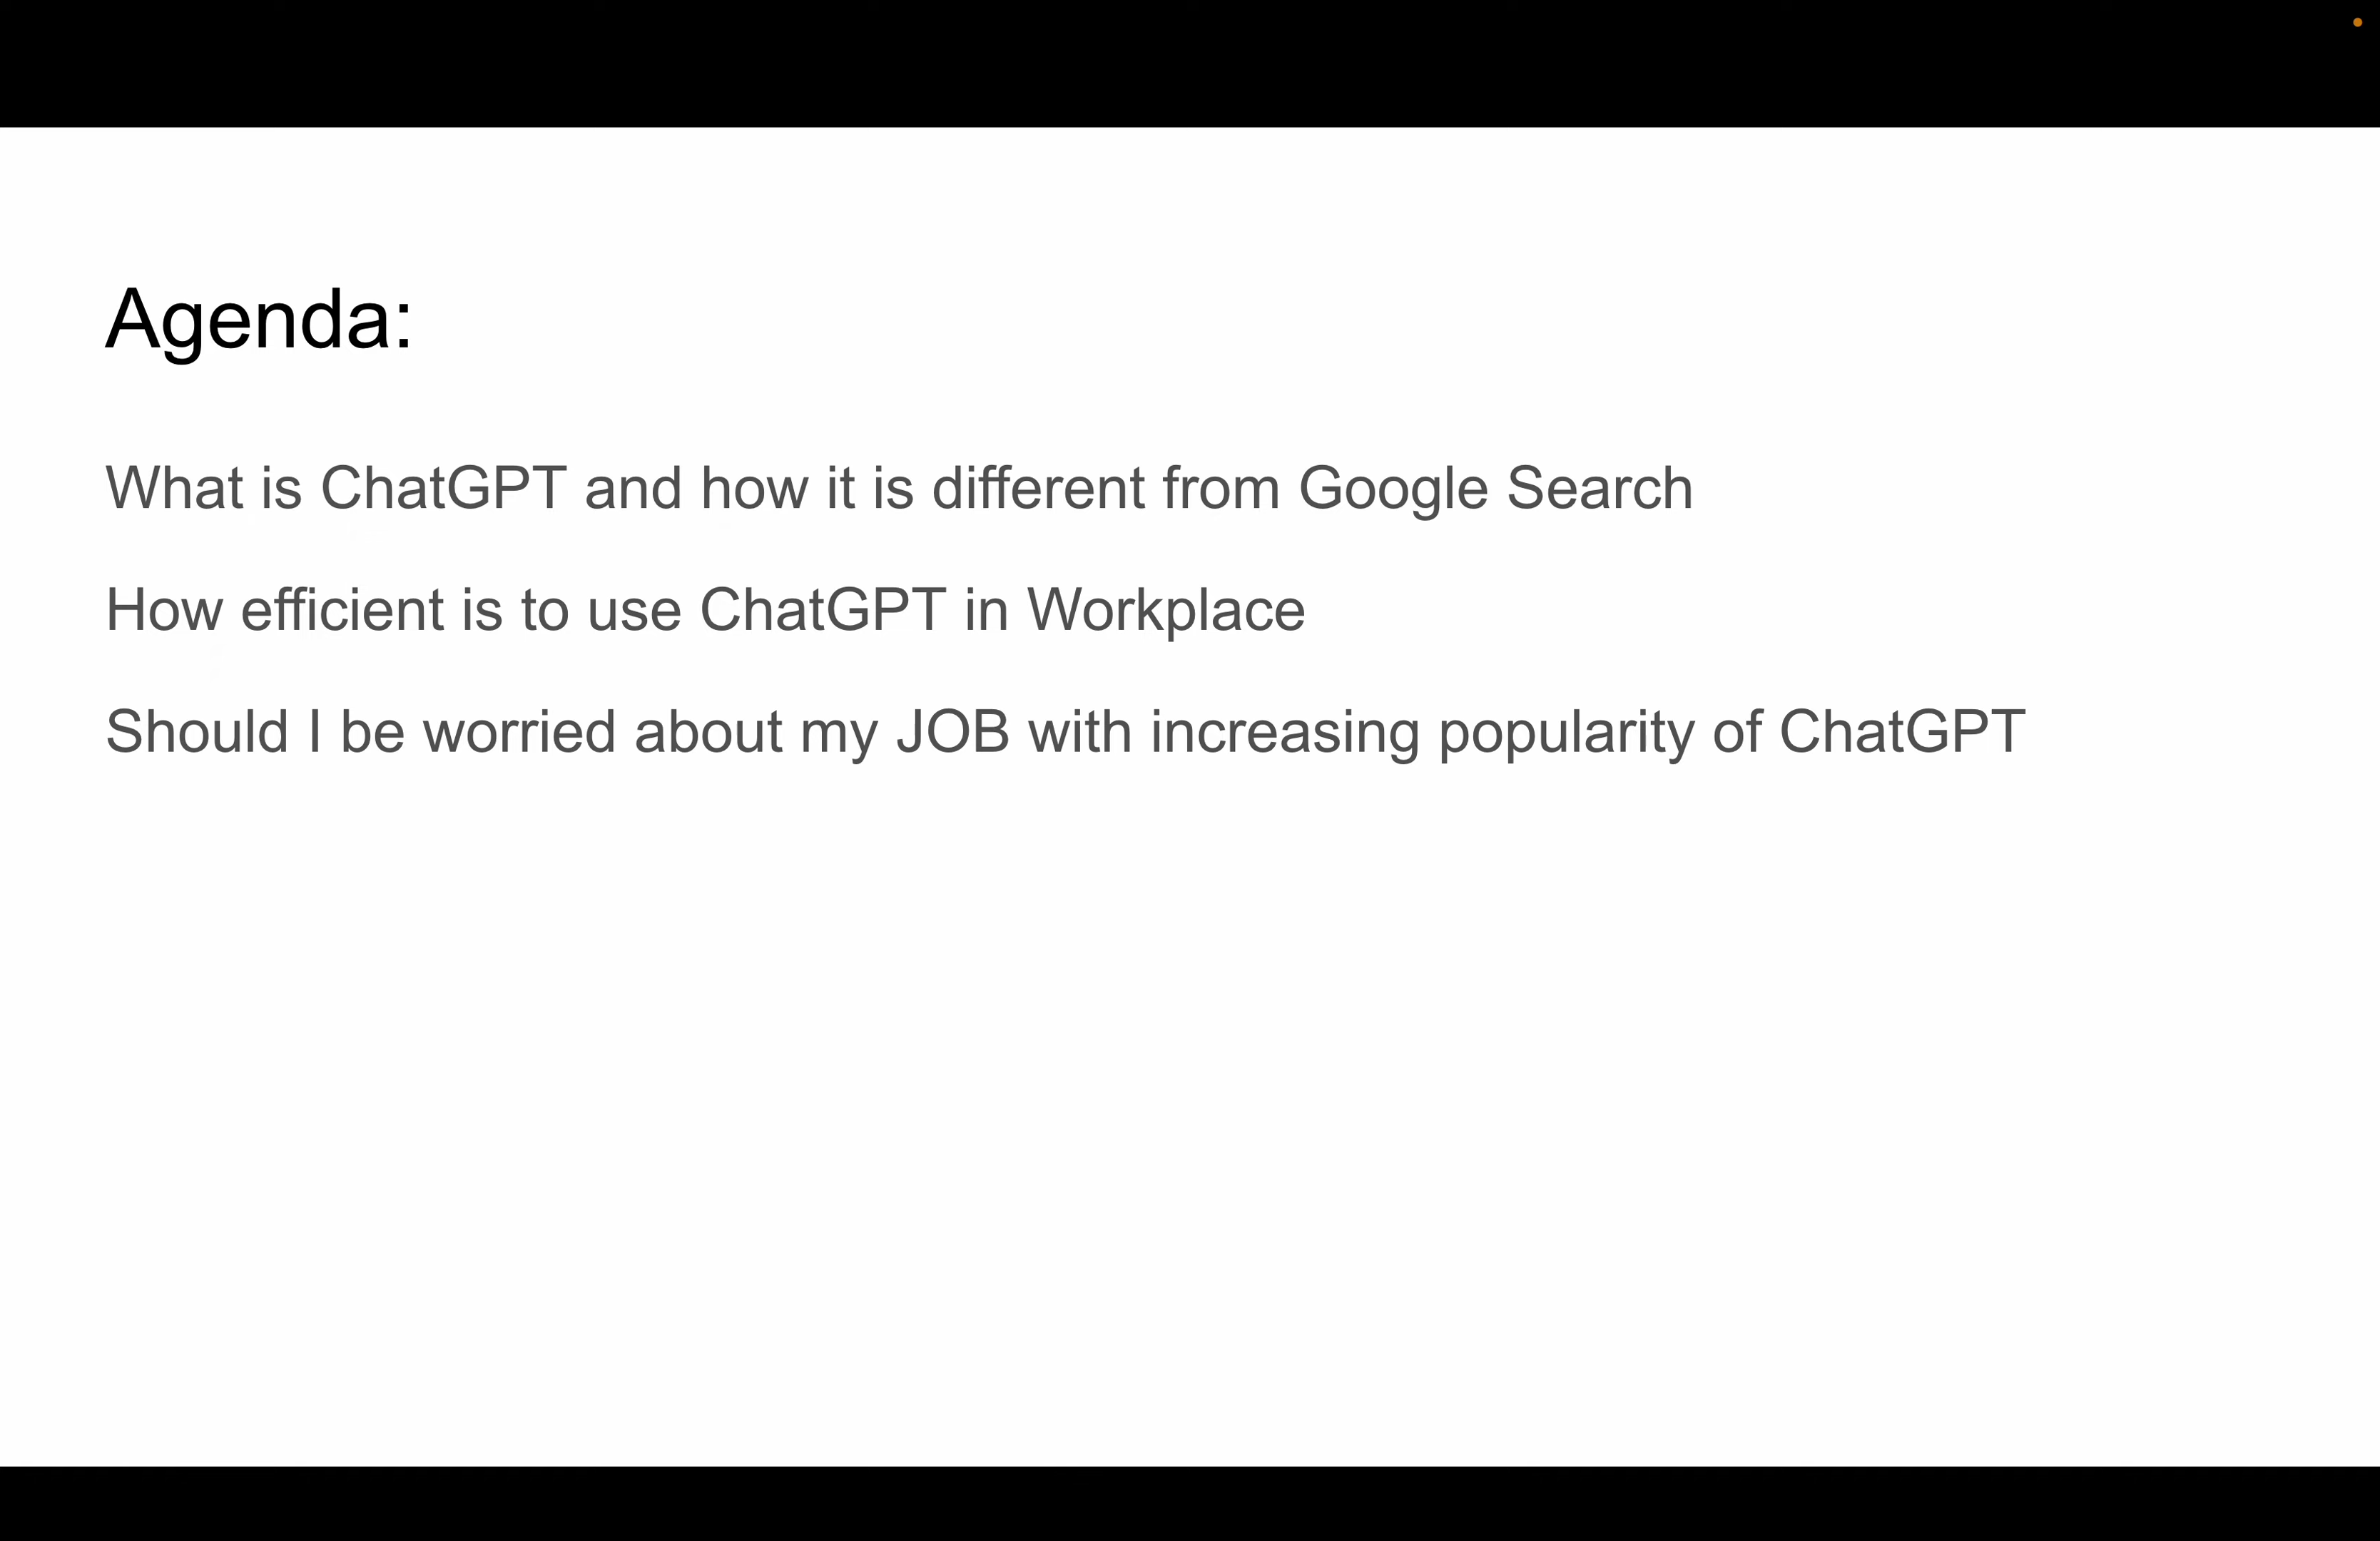 Agenda:
What is ChatGPT and how it is different from Google Search
How efficient is to use ChatGPT in Workplace
Should I be worried about my JOB with increasing popularity of ChatGPT